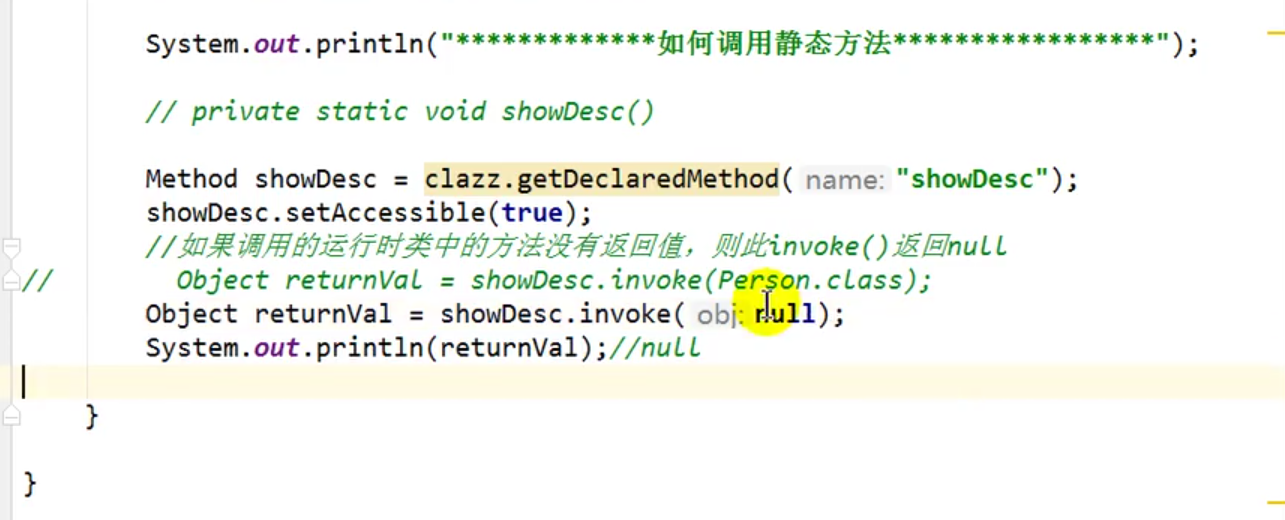 System.out.println("*************如何调用静态方法*****************");
// private static void showDesc()
Method showDesc = clazz.getDeclaredMethod( name: "showDesc");
showDesc.setAccessible(true);
//如果调用的运行时类中的方法没有返回值，则此invoke()返回null
// Object returnVal = showDesc.invoke(Person.class);
Object returnVal = showDesc.invoke( obj: null);
System.out.println(returnVal);//null
}
}